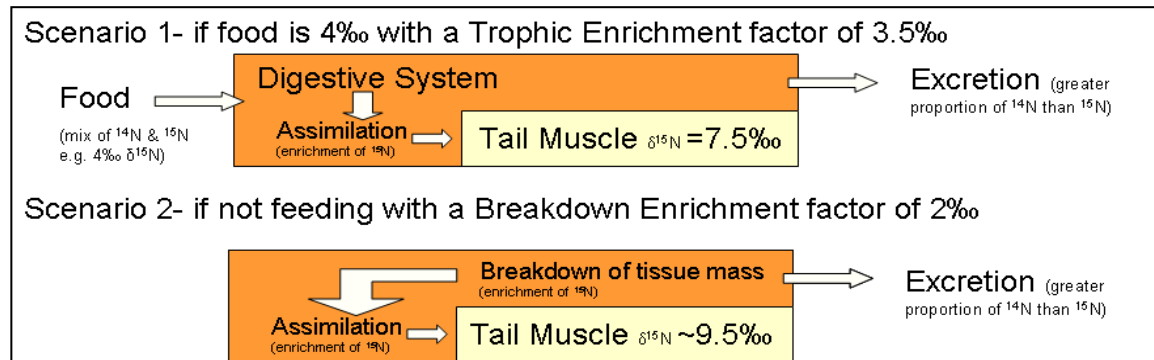 Scenario 1- if food is 4‰ with a Trophic Enrichment factor of 3.5‰
Digestive System
Food
(mix of ¹⁴N & ¹⁵N
e.g. 4‰ δ¹⁵N)
Assimilation
(enrichment of ¹⁵N)
Tail Muscle δ¹⁵N =7.5‰
Excretion (greater
proportion of ¹⁴N than ¹⁵N)
Scenario 2- if not feeding with a Breakdown Enrichment factor of 2‰
Breakdown of tissue mass
(enrichment of ¹⁵N)
Assimilation
(enrichment of ¹⁵N)
Tail Muscle δ¹⁵N ~9.5‰
Excretion (greater
proportion of ¹⁴N than ¹⁵N)